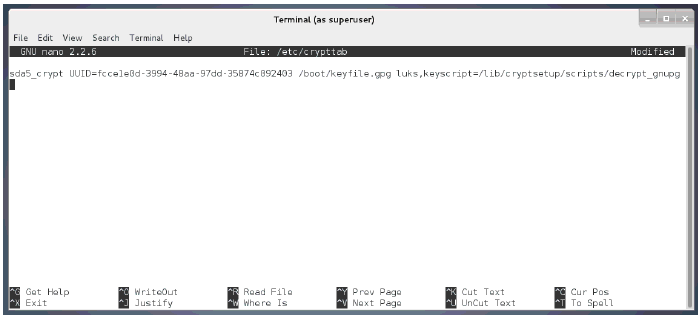 Terminal (as superuser)
File Edit View Search Terminal Help
GNU nano 2.2.6 File: /etc/crypttab Modified
sda5_crypt UUID=fcce1e0d-3994-48aa-97dd-35874c092403 /boot/keyfile.gpg luks,keyscript=/lib/cryptsetup/scripts/decrypt_gnupg
^G Get Help ^O WriteOut ^R Read File ^Y Prev Page ^K Cut Text ^C Cur Pos
^X Exit ^J Justify ^W Where Is ^V Next Page ^U UnCut Text ^T To Spell